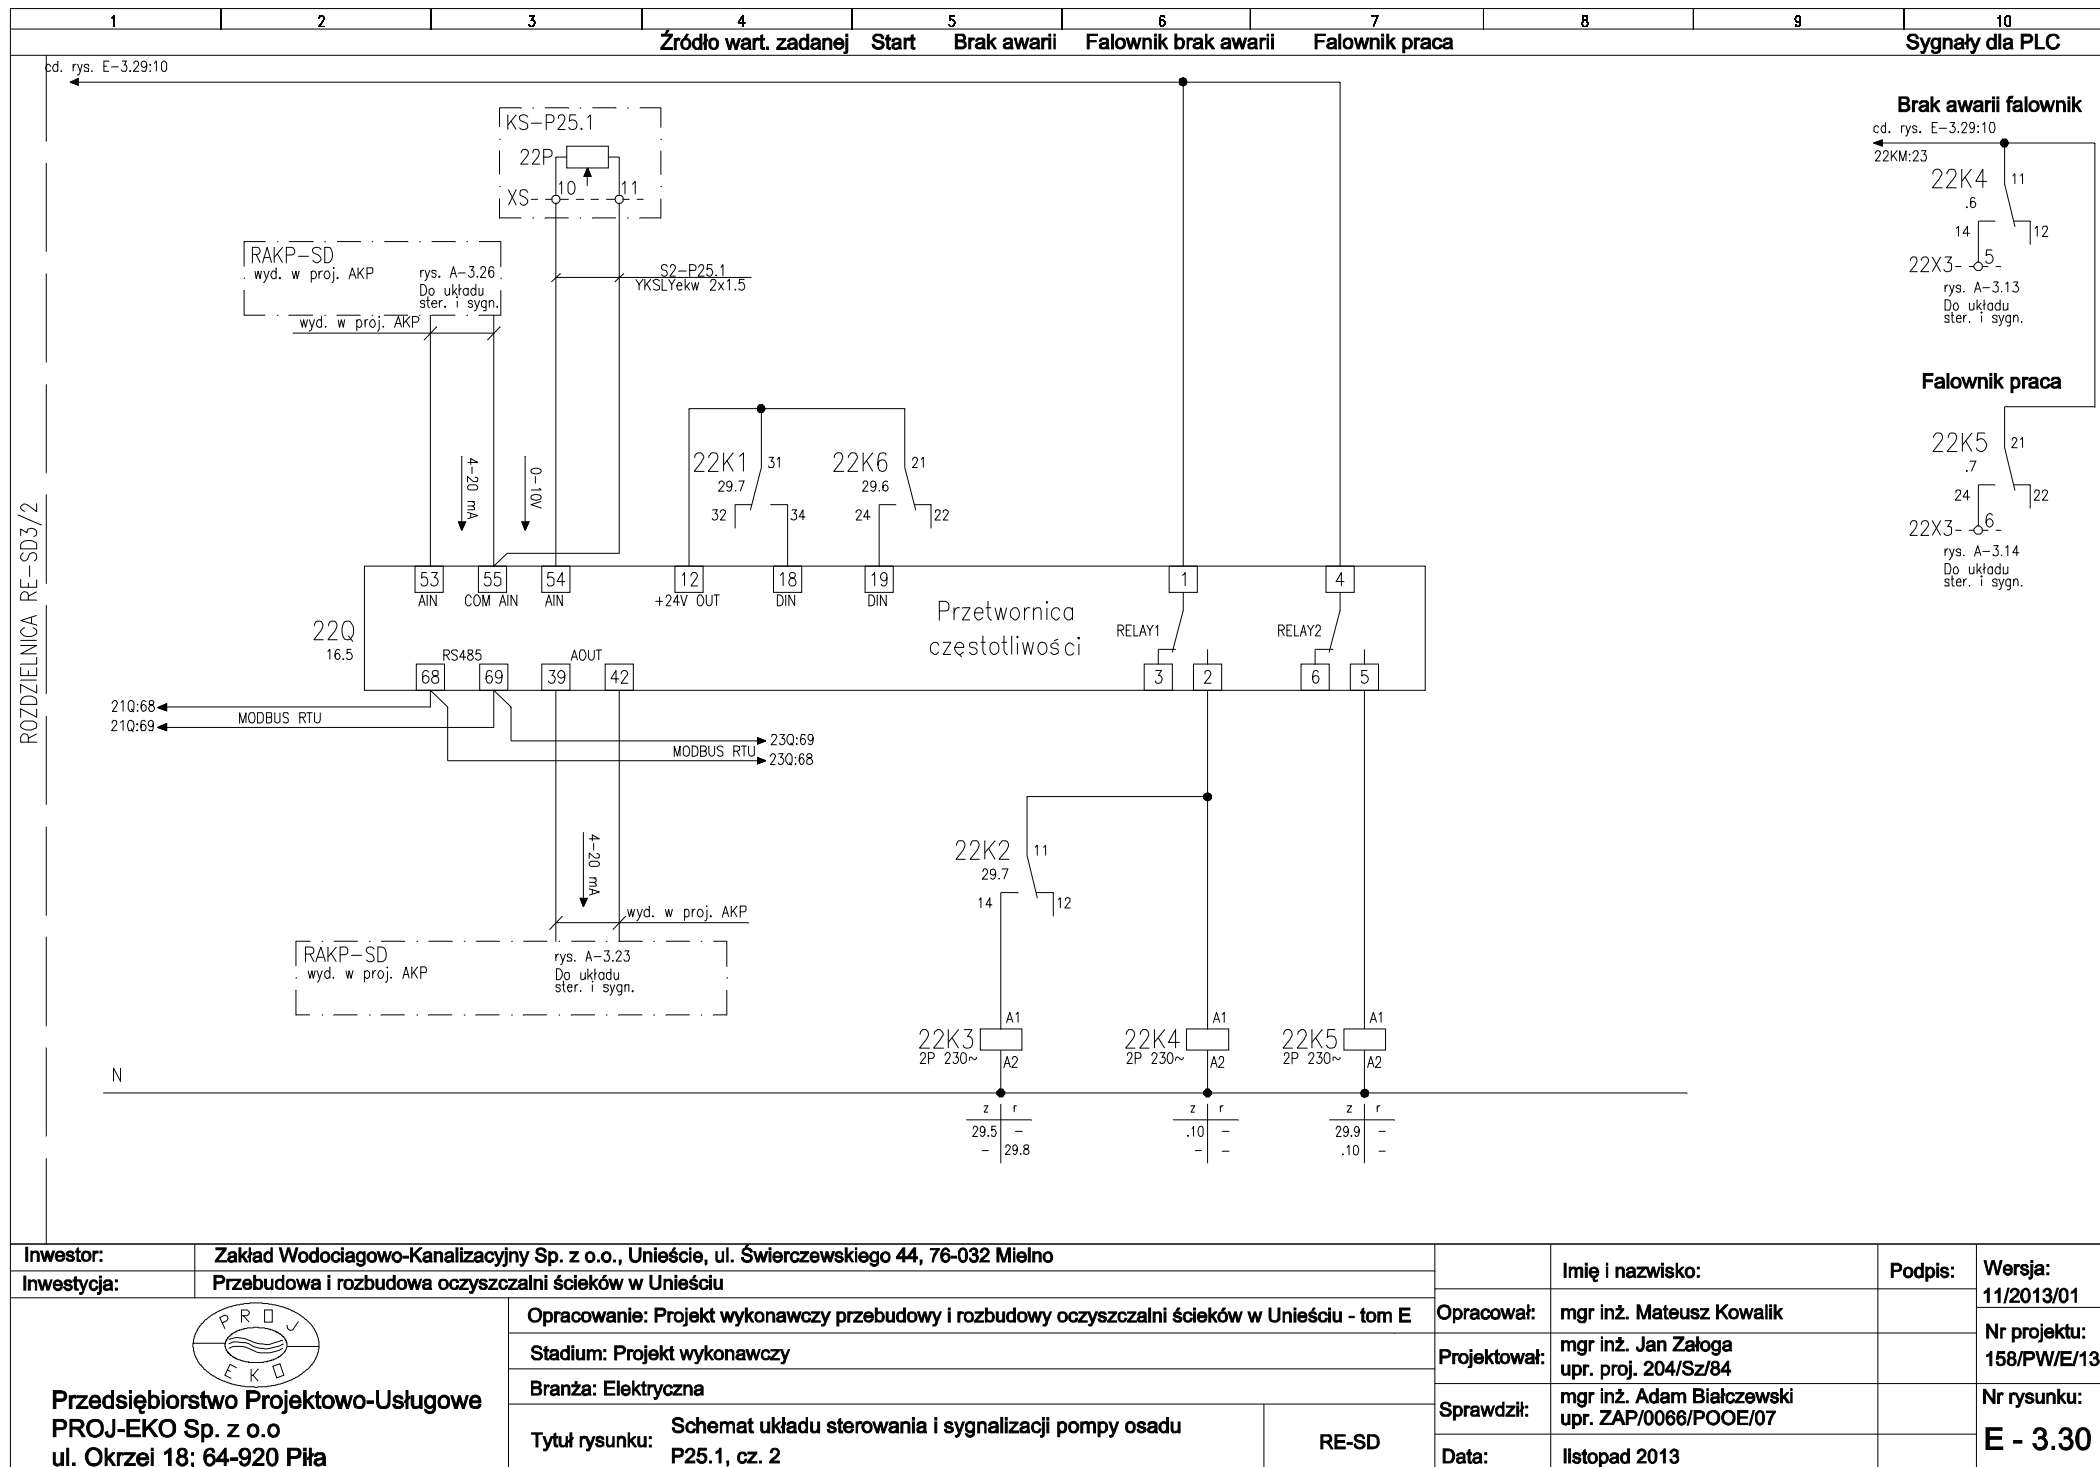 1 2 3 4 5 6 7 8 9 10
Źródło wart. zadanej Start Brak awarii Falownik brak awarii Falownik praca Sygnały dla PLC
cd. rys. E-3.29:10
KS-P25.1
22P
XS
10
11
RAKP-SD
wyd. w proj. AKP
rys. A-3.26
Do układu
ster. i sygn.
wyd. w proj. AKP
S2-P25.1
YKSLYekw 2x1.5
4-20 mA
0-10V
22K1
29.7
31
32
34
22K6
29.6
21
24
22
ROZDZIELNICA RE-SD3/2
53
AIN
55
COM AIN
54
AIN
12
+24V OUT
18
DIN
19
DIN
1
4
22Q
16.5
Przetwornica
częstotliwości
RELAY1
RELAY2
RS485
AOUT
68
69
39
42
3
2
6
5
21Q:68
21Q:69
MODBUS RTU
23Q:69
MODBUS RTU
23Q:68
4-20 mA
wyd. w proj. AKP
RAKP-SD
wyd. w proj. AKP
rys. A-3.23
Do układu
ster. i sygn.
22K2
29.7
11
14
12
22K3
2P 230~
A1
A2
22K4
2P 230~
A1
A2
22K5
2P 230~
A1
A2
N
z r
29.5 -
- 29.8
z r
.10 -
- -
z r
29.9 -
.10 -
Brak awarii falownik
cd. rys. E-3.29:10
22KM:23
22K4
.6
11
14
12
22X3
5
rys. A-3.13
Do układu
ster. i sygn.
Falownik praca
22K5
.7
21
24
22
22X3
6
rys. A-3.14
Do układu
ster. i sygn.
Inwestor: Zakład Wodociagowo-Kanalizacyjny Sp. z o.o., Unieście, ul. Świerczewskiego 44, 76-032 Mielno
Inwestycja: Przebudowa i rozbudowa oczyszczalni ścieków w Unieściu
PROJ
EKO
Przedsiębiorstwo Projektowo-Usługowe
PROJ-EKO Sp. z o.o
ul. Okrzei 18; 64-920 Piła
Opracowanie: Projekt wykonawczy przebudowy i rozbudowy oczyszczalni ścieków w Unieściu - tom E
Stadium: Projekt wykonawczy
Branża: Elektryczna
Tytuł rysunku: Schemat układu sterowania i sygnalizacji pompy osadu
P25.1, cz. 2
RE-SD
Imię i nazwisko: Podpis:
Opracował: mgr inż. Mateusz Kowalik
Projektował: mgr inż. Jan Załoga
upr. proj. 204/Sz/84
Sprawdził: mgr inż. Adam Białczewski
upr. ZAP/0066/POOE/07
Data: listopad 2013
Wersja:
11/2013/01
Nr projektu:
158/PW/E/13
Nr rysunku:
E - 3.30